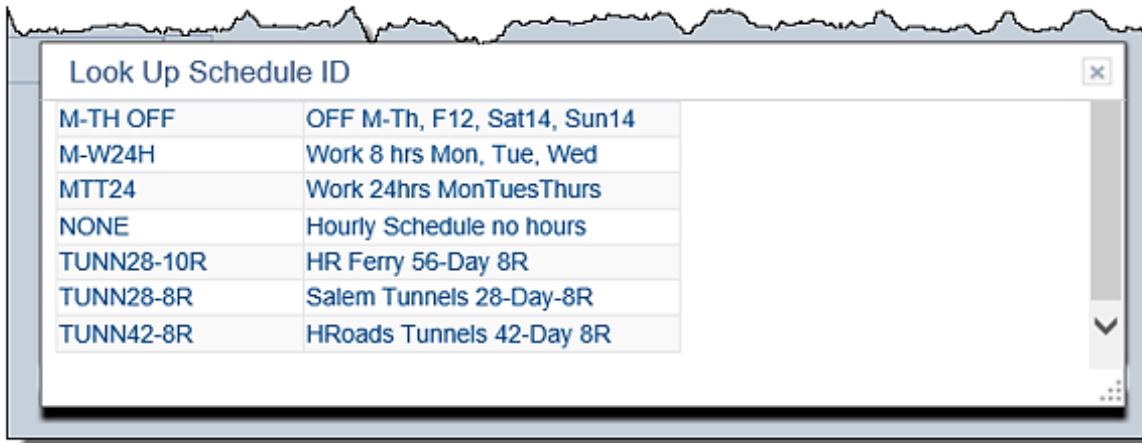 Look Up Schedule ID
M-TH OFF OFF M-Th, F12, Sat14, Sun14
M-W24H Work 8 hrs Mon, Tue, Wed
MTT24 Work 24hrs MonTuesThurs
NONE Hourly Schedule no hours
TUNN28-10R HR Ferry 56-Day 8R
TUNN28-8R Salem Tunnels 28-Day-8R
TUNN42-8R HRoads Tunnels 42-Day 8R